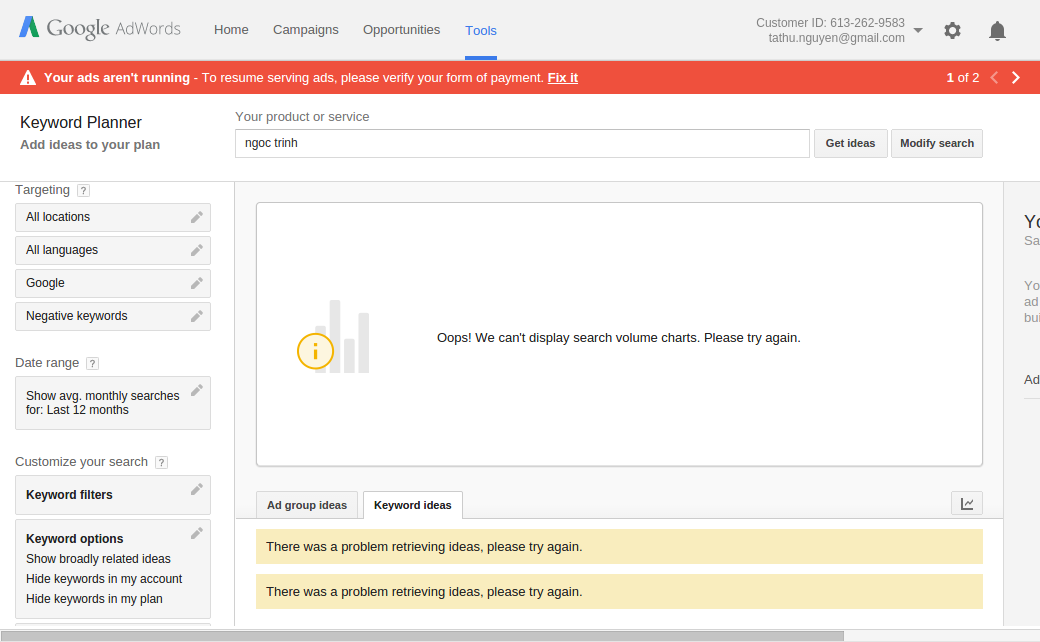 Google AdWords
Home Campaigns Opportunities Tools
Customer ID: 613-262-9583
tathu.nguyen@gmail.com
Your ads aren't running - To resume serving ads, please verify your form of payment. Fix it
1 of 2
Keyword Planner
Add ideas to your plan
Your product or service
ngoc trinh
Get ideas
Modify search
Targeting ?
All locations
All languages
Google
Negative keywords
Date range ?
Show avg. monthly searches
for: Last 12 months
Customize your search ?
Keyword filters
Keyword options
Show broadly related ideas
Hide keywords in my account
Hide keywords in my plan
Oops! We can't display search volume charts. Please try again.
Ad group ideas
Keyword ideas
There was a problem retrieving ideas, please try again.
There was a problem retrieving ideas, please try again.
Yo
Sa
Yo
ad
bui
Ad